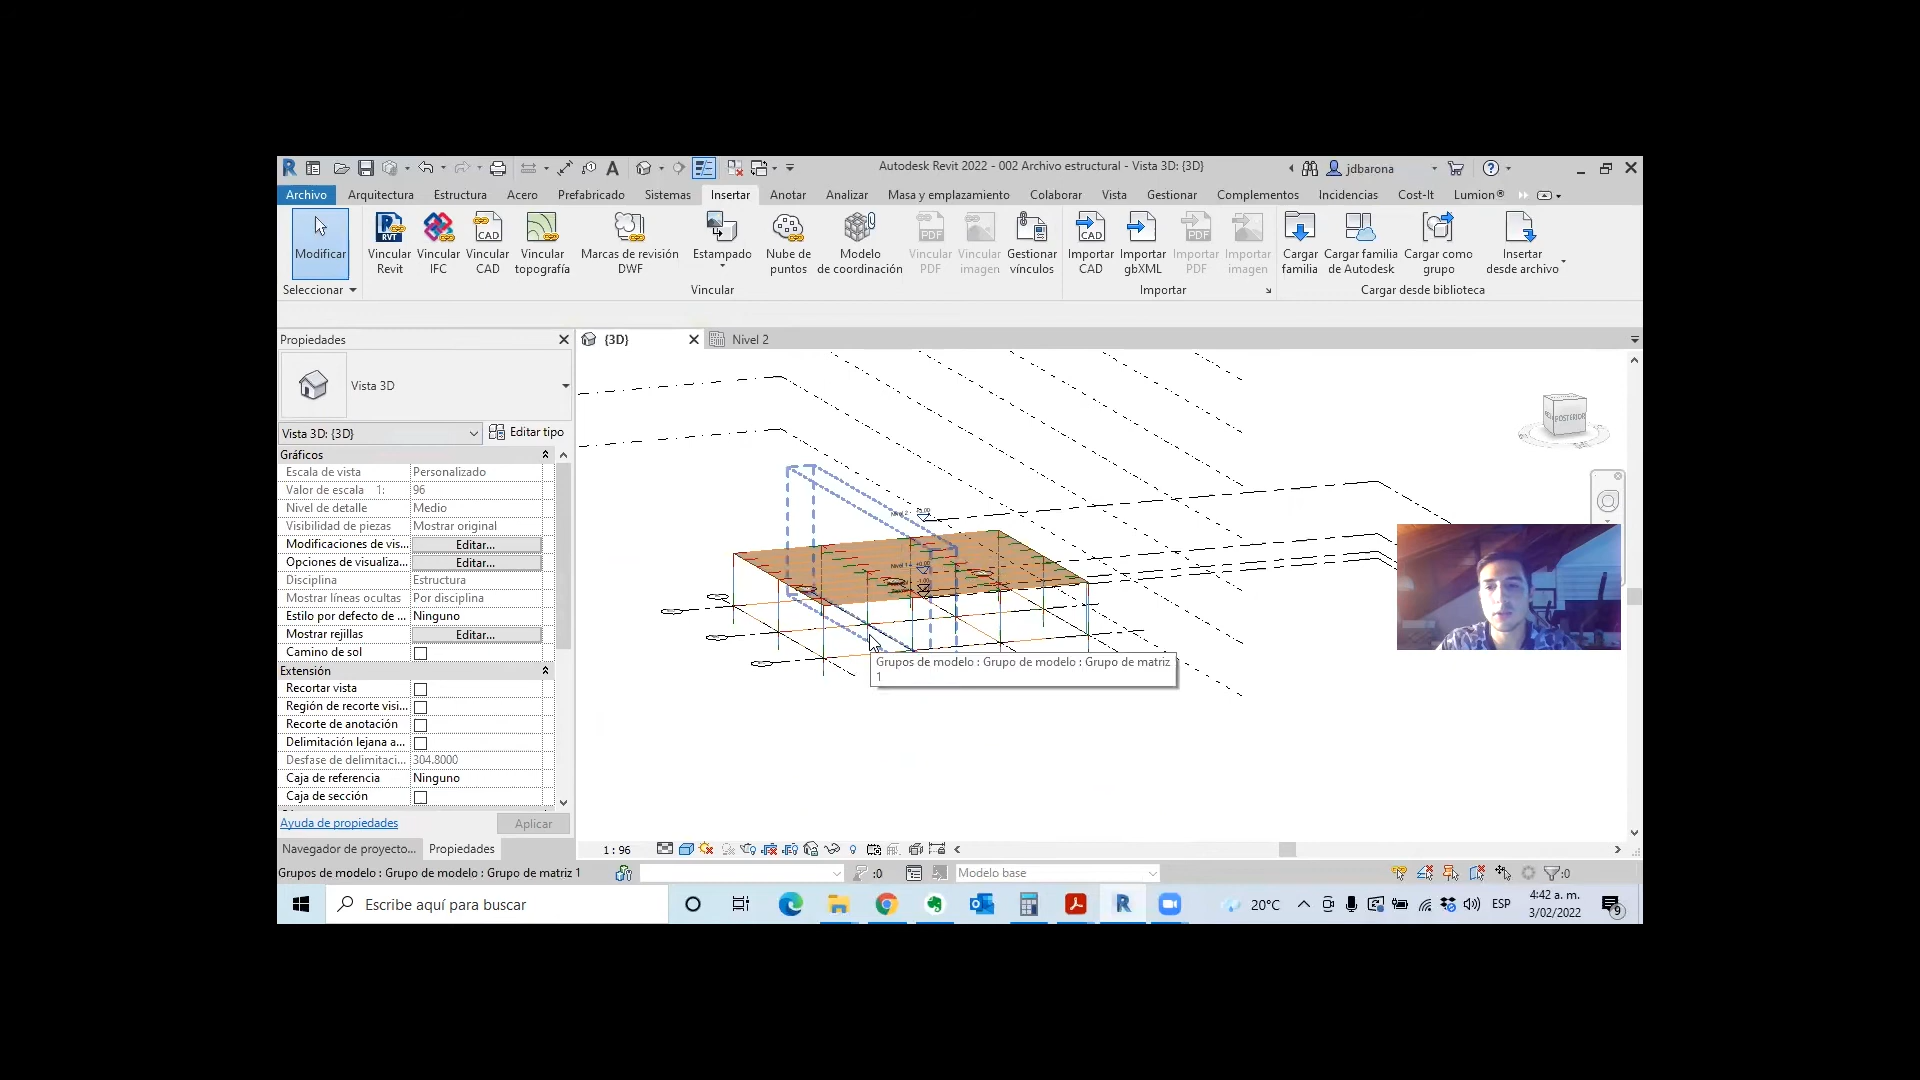 Autodesk Revit 2022 - 002 Archivo estructural - Vista 3D: {3D}
jdbarona
Archivo Arquitectura Estructura Acero Prefabricado Sistemas Insertar Anotar Analizar Masa y emplazamiento Colaborar Vista Gestionar Complementos Incidencias Cost-It Lumion®
Modificar
Vincular Revit
Vincular IFC
Vincular CAD
Vincular topografía
Marcas de revisión DWF
Estampado
Nube de puntos
Modelo de coordinación
Vincular PDF
Vincular imagen
Gestionar vínculos
Importar CAD
Importar gbXML
Importar PDF
Importar imagen
Cargar familia
Cargar familia de Autodesk
Cargar como grupo
Insertar desde archivo
Seleccionar
Vincular
Importar
Cargar desde biblioteca
Propiedades
{3D}
Nivel 2
Vista 3D
Vista 3D: {3D}
Editar tipo
Gráficos
Escala de vista Personalizado
Valor de escala 1: 96
Nivel de detalle Medio
Visibilidad de piezas Mostrar original
Modificaciones de vis... Editar...
Opciones de visualiza... Editar...
Disciplina Estructura
Mostrar líneas ocultas Por disciplina
Estilo por defecto de ... Ninguno
Mostrar rejillas Editar...
Camino de sol
Extensión
Recortar vista
Región de recorte visi...
Recorte de anotación
Delimitación lejana a...
Desfase de delimitaci... 304.8000
Caja de referencia Ninguno
Caja de sección
Ayuda de propiedades
Aplicar
Navegador de proyecto...
Propiedades
POSTERIOR
Grupos de modelo : Grupo de modelo : Grupo de matriz
1
1 : 96
Grupos de modelo : Grupo de modelo : Grupo de matriz 1
:0
Modelo base
:0
Escribe aquí para buscar
20°C
ESP
4:42 a. m.
3/02/2022
9